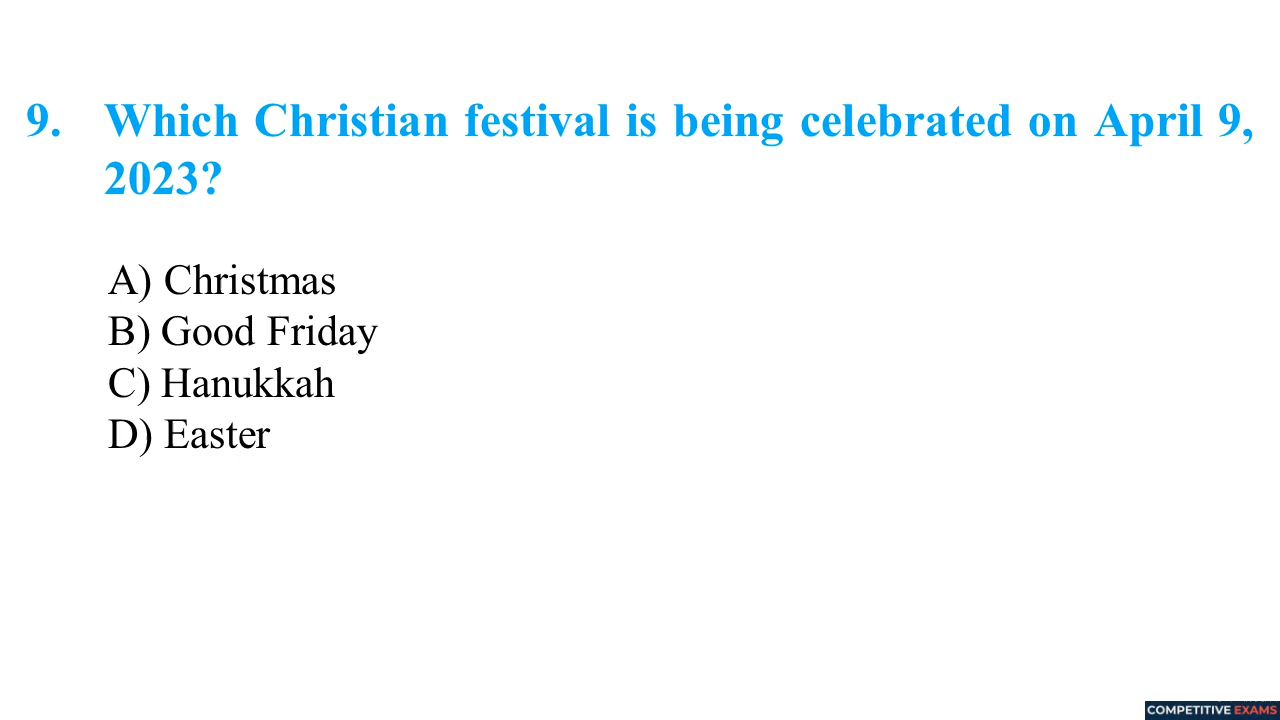 9. Which Christian festival is being celebrated on April 9,
2023?
A) Christmas
B) Good Friday
C) Hanukkah
D) Easter
COMPETITIVE EXAMS